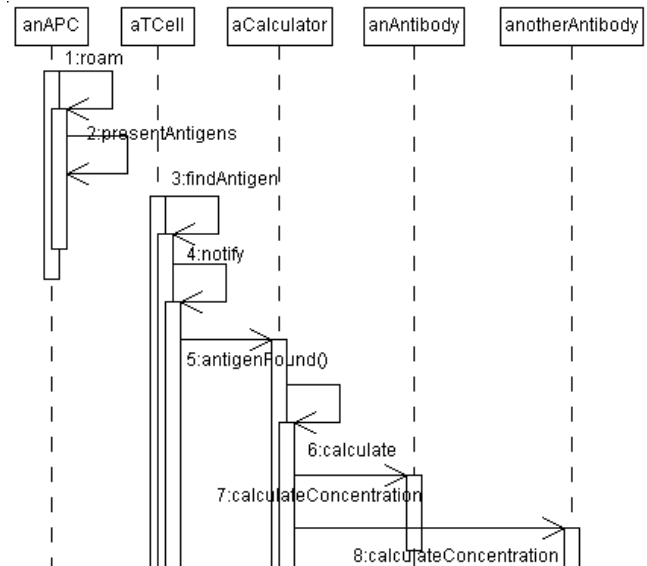 anAPC aTCell aCalculator anAntibody anotherAntibody
1:roam
2:presentAntigens
3:findAntigen
4:notify
5:antigenFound()
6:calculate
7:calculateConcentration
8:calculateConcentration